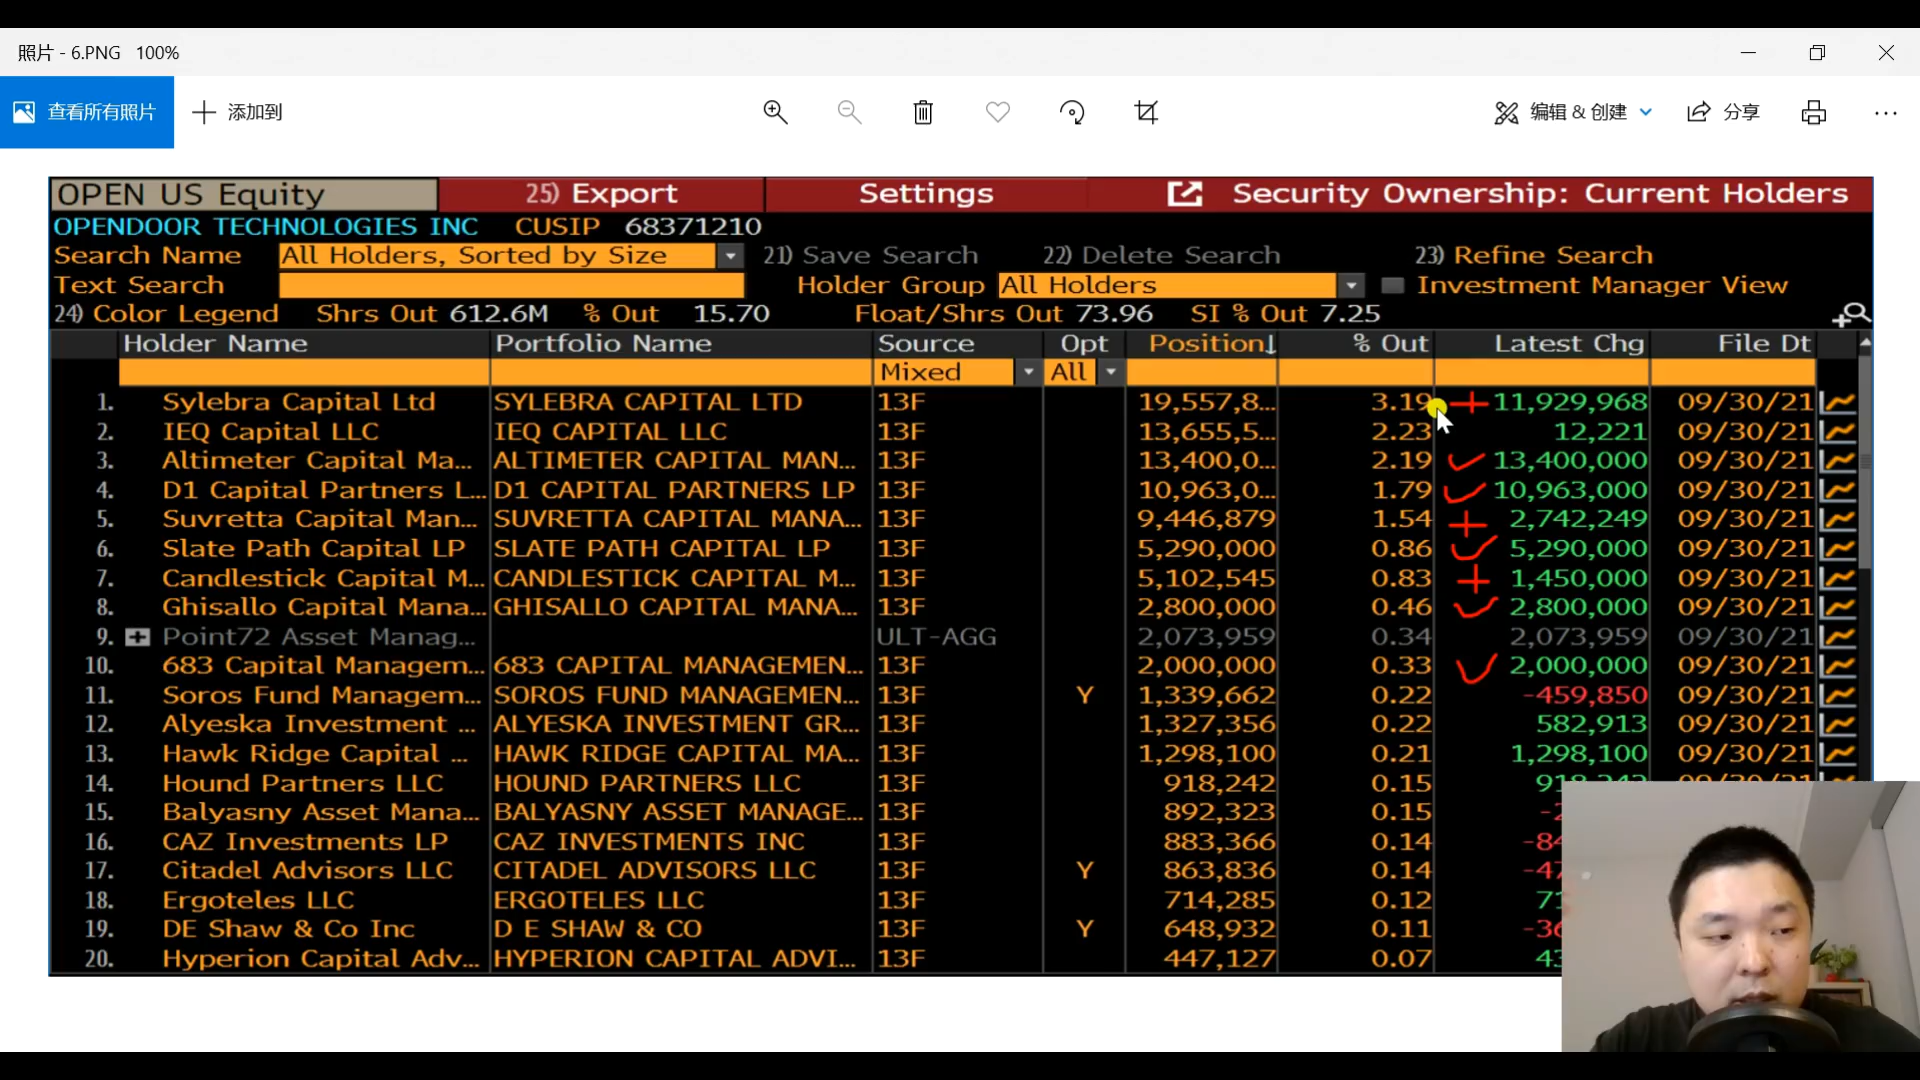 照片 - 6.PNG 100%
查看所有照片 添加到 编辑 & 创建 分享
OPEN US Equity 25) Export Settings Security Ownership: Current Holders
OPENDOOR TECHNOLOGIES INC CUSIP 68371210
Search Name All Holders, Sorted by Size 21) Save Search 22) Delete Search 23) Refine Search
Text Search Holder Group All Holders Investment Manager View
24) Color Legend Shrs Out 612.6M % Out 15.70 Float/Shrs Out 73.96 SI % Out 7.25
Holder Name Portfolio Name Source Opt Position↓ % Out Latest Chg File Dt
Mixed All
1. Sylebra Capital Ltd SYLEBRA CAPITAL LTD 13F 19,557,8... 3.19 11,929,968 09/30/21
2. IEQ Capital LLC IEQ CAPITAL LLC 13F 13,655,5... 2.23 12,221 09/30/21
3. Altimeter Capital Ma... ALTIMETER CAPITAL MAN... 13F 13,400,0... 2.19 13,400,000 09/30/21
4. D1 Capital Partners L... D1 CAPITAL PARTNERS LP 13F 10,963,0... 1.79 10,963,000 09/30/21
5. Suvretta Capital Man... SUVRETTA CAPITAL MANA... 13F 9,446,879 1.54 2,742,249 09/30/21
6. Slate Path Capital LP SLATE PATH CAPITAL LP 13F 5,290,000 0.86 5,290,000 09/30/21
7. Candlestick Capital M... CANDLESTICK CAPITAL M... 13F 5,102,545 0.83 1,450,000 09/30/21
8. Ghisallo Capital Mana... GHISALLO CAPITAL MANA... 13F 2,800,000 0.46 2,800,000 09/30/21
9. Point72 Asset Manag... ULT-AGG 2,073,959 0.34 2,073,959 09/30/21
10. 683 Capital Managem... 683 CAPITAL MANAGEMEN... 13F 2,000,000 0.33 2,000,000 09/30/21
11. Soros Fund Managem... SOROS FUND MANAGEMEN... 13F Y 1,339,662 0.22 -459,850 09/30/21
12. Alyeska Investment ... ALYESKA INVESTMENT GR... 13F 1,327,356 0.22 582,913 09/30/21
13. Hawk Ridge Capital ... HAWK RIDGE CAPITAL MA... 13F 1,298,100 0.21 1,298,100 09/30/21
14. Hound Partners LLC HOUND PARTNERS LLC 13F 918,242 0.15
15. Balyasny Asset Mana... BALYASNY ASSET MANAGE... 13F 892,323 0.15
16. CAZ Investments LP CAZ INVESTMENTS INC 13F 883,366 0.14
17. Citadel Advisors LLC CITADEL ADVISORS LLC 13F Y 863,836 0.14
18. Ergoteles LLC ERGOTELES LLC 13F 714,285 0.12
19. DE Shaw & Co Inc D E SHAW & CO 13F Y 648,932 0.11
20. Hyperion Capital Adv... HYPERION CAPITAL ADVI... 13F 447,127 0.07